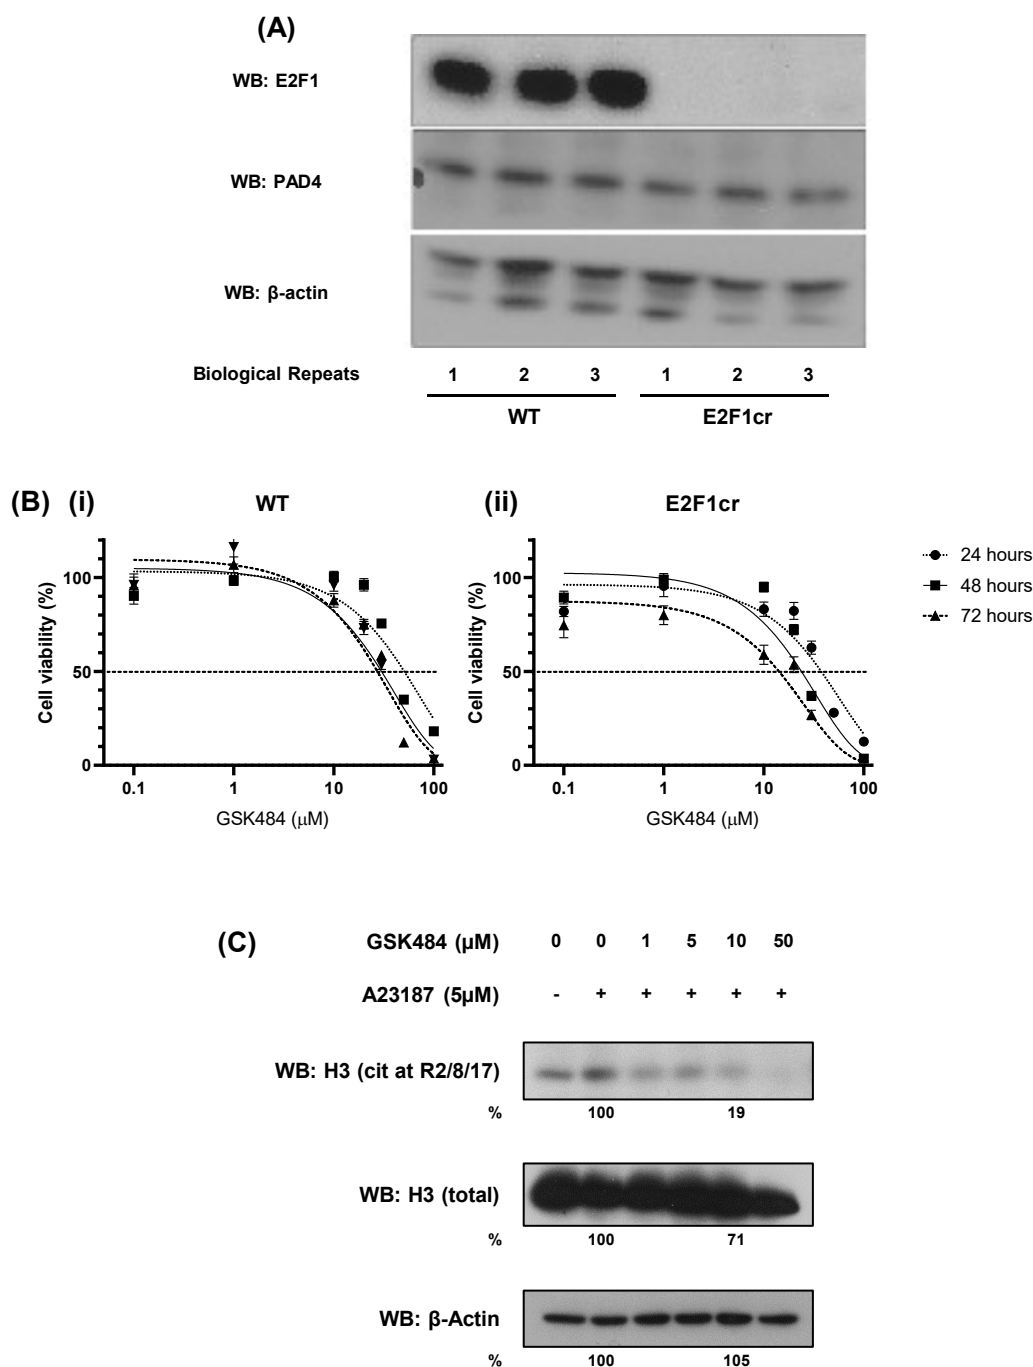 (A)
WB: E2F1
WB: PAD4
WB: β-actin
Biological Repeats 1 2 3 1 2 3
WT E2F1cr
(B) (i) WT (ii) E2F1cr
Cell viability (%)
100
50
0
0.1 1 10 100
GSK484 (μM)
Cell viability (%)
100
50
0
0.1 1 10 100
GSK484 (μM)
24 hours
48 hours
72 hours
(C) GSK484 (μM) 0 0 1 5 10 50
A23187 (5μM) - + + + + +
WB: H3 (cit at R2/8/17)
% 100 19
WB: H3 (total)
% 100 71
WB: β-Actin
% 100 105